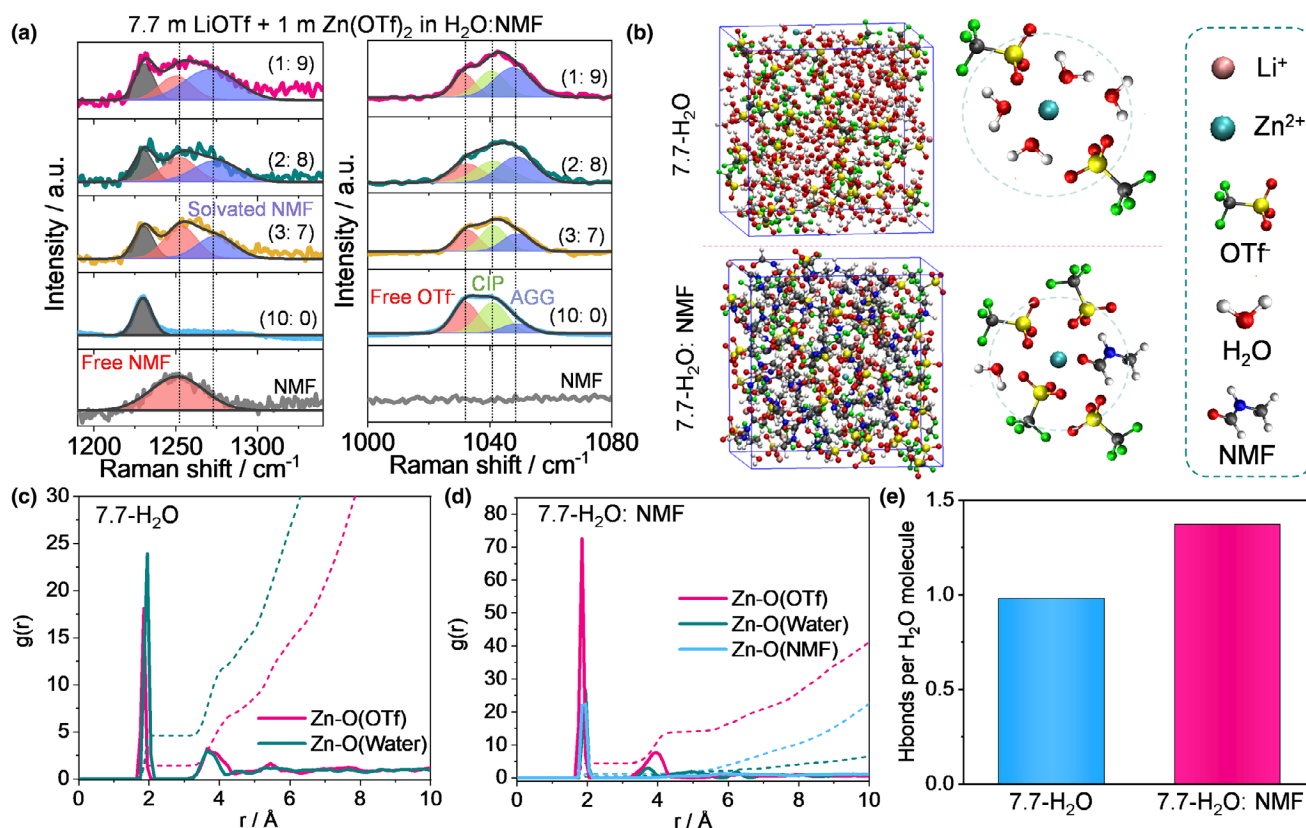 (a)
7.7 m LiOTf + 1 m Zn(OTf)₂ in H₂O:NMF
(1: 9)
(2: 8)
Solvated NMF
(3: 7)
(10: 0)
Free NMF
NMF
Intensity / a.u.
1200 1250 1300
Raman shift / cm⁻¹
(1: 9)
(2: 8)
(3: 7)
Free OTf⁻
CIP
AGG
(10: 0)
NMF
Intensity / a.u.
1000 1040 1080
Raman shift / cm⁻¹
(b)
7.7-H₂O
7.7-H₂O: NMF
Li⁺
Zn²⁺
OTf⁻
H₂O
NMF
(c)
7.7-H₂O
30
25
20
15
10
5
0
g(r)
Zn-O(OTf)
Zn-O(Water)
0 2 4 6 8 10
r / Å
(d)
7.7-H₂O: NMF
80
70
60
50
40
30
20
10
0
g(r)
Zn-O(OTf)
Zn-O(Water)
Zn-O(NMF)
0 2 4 6 8 10
r / Å
(e)
1.5
1.0
0.5
0.0
Hbonds per H₂O molecule
7.7-H₂O 7.7-H₂O: NMF